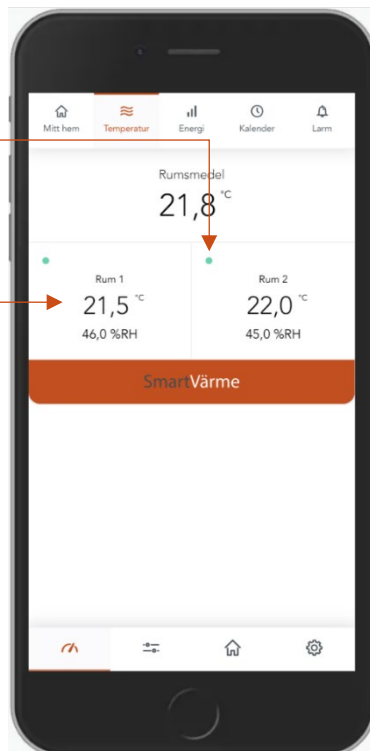 Mitt hem Temperatur Energi Kalender Larm
Rumsmedel
21,8 °C
Rum 1
21,5 °C
46,0 %RH
Rum 2
22,0 °C
45,0 %RH
SmartVärme